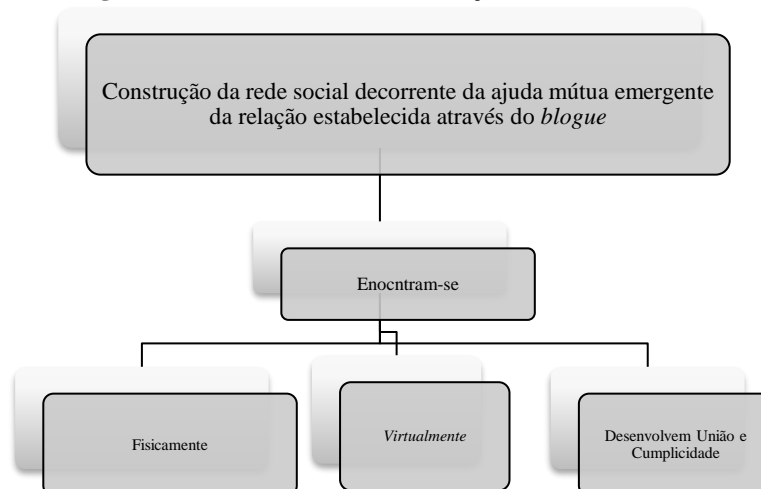 Construção da rede social decorrente da ajuda mútua emergente
da relação estabelecida através do blogue
Enocntram-se
Fisicamente
Virtualmente
Desenvolvem União e
Cumplicidade